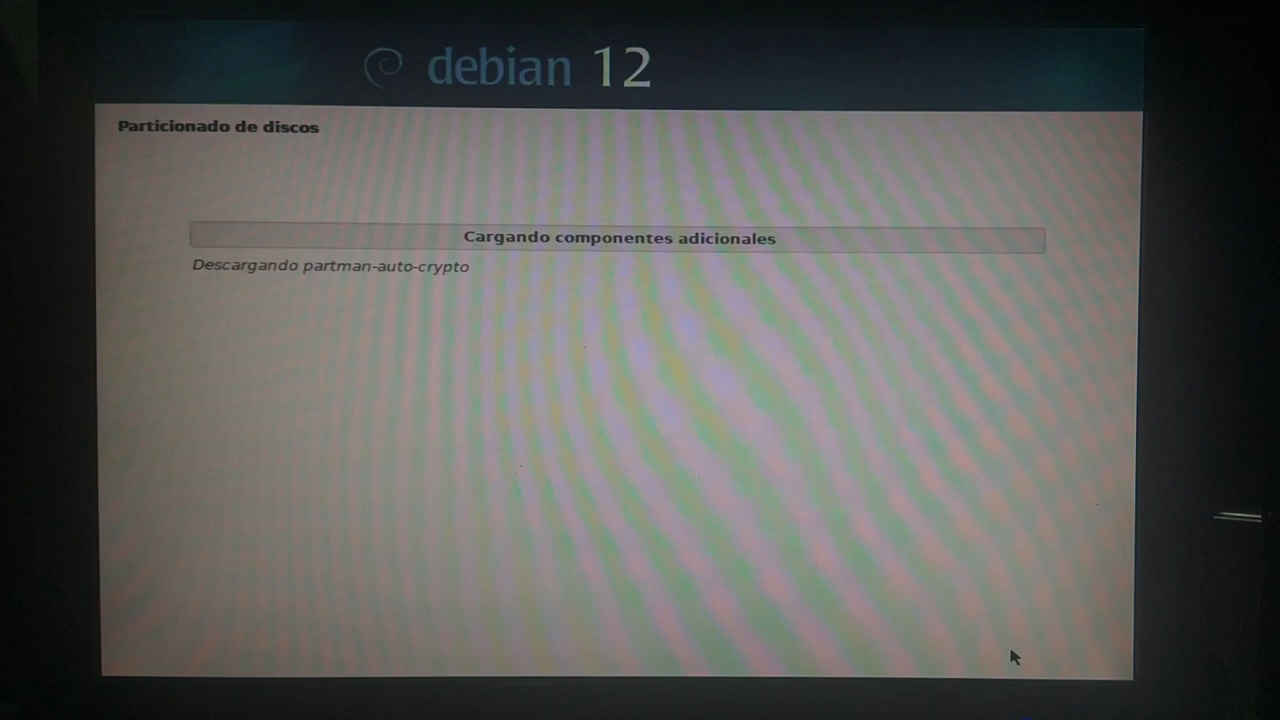 debian 12
Particionado de discos
Cargando componentes adicionales
Descargando partman-auto-crypto